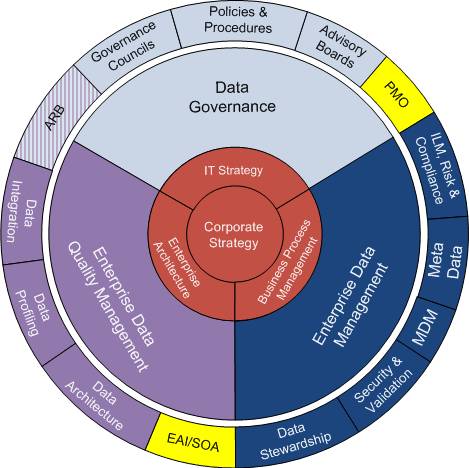 Policies &
Procedures
Governance
Councils
Advisory
Boards
PMO
ARB
Data
Governance
ILM, Risk &
Compliance
IT Strategy
Corporate
Strategy
Enterprise
Architecture
Business Process
Management
Data
Integration
Enterprise Data
Quality Management
Enterprise Data
Management
Meta
Data
Data
Profiling
MDM
Data
Architecture
Security &
Validation
EAI/SOA
Data
Stewardship